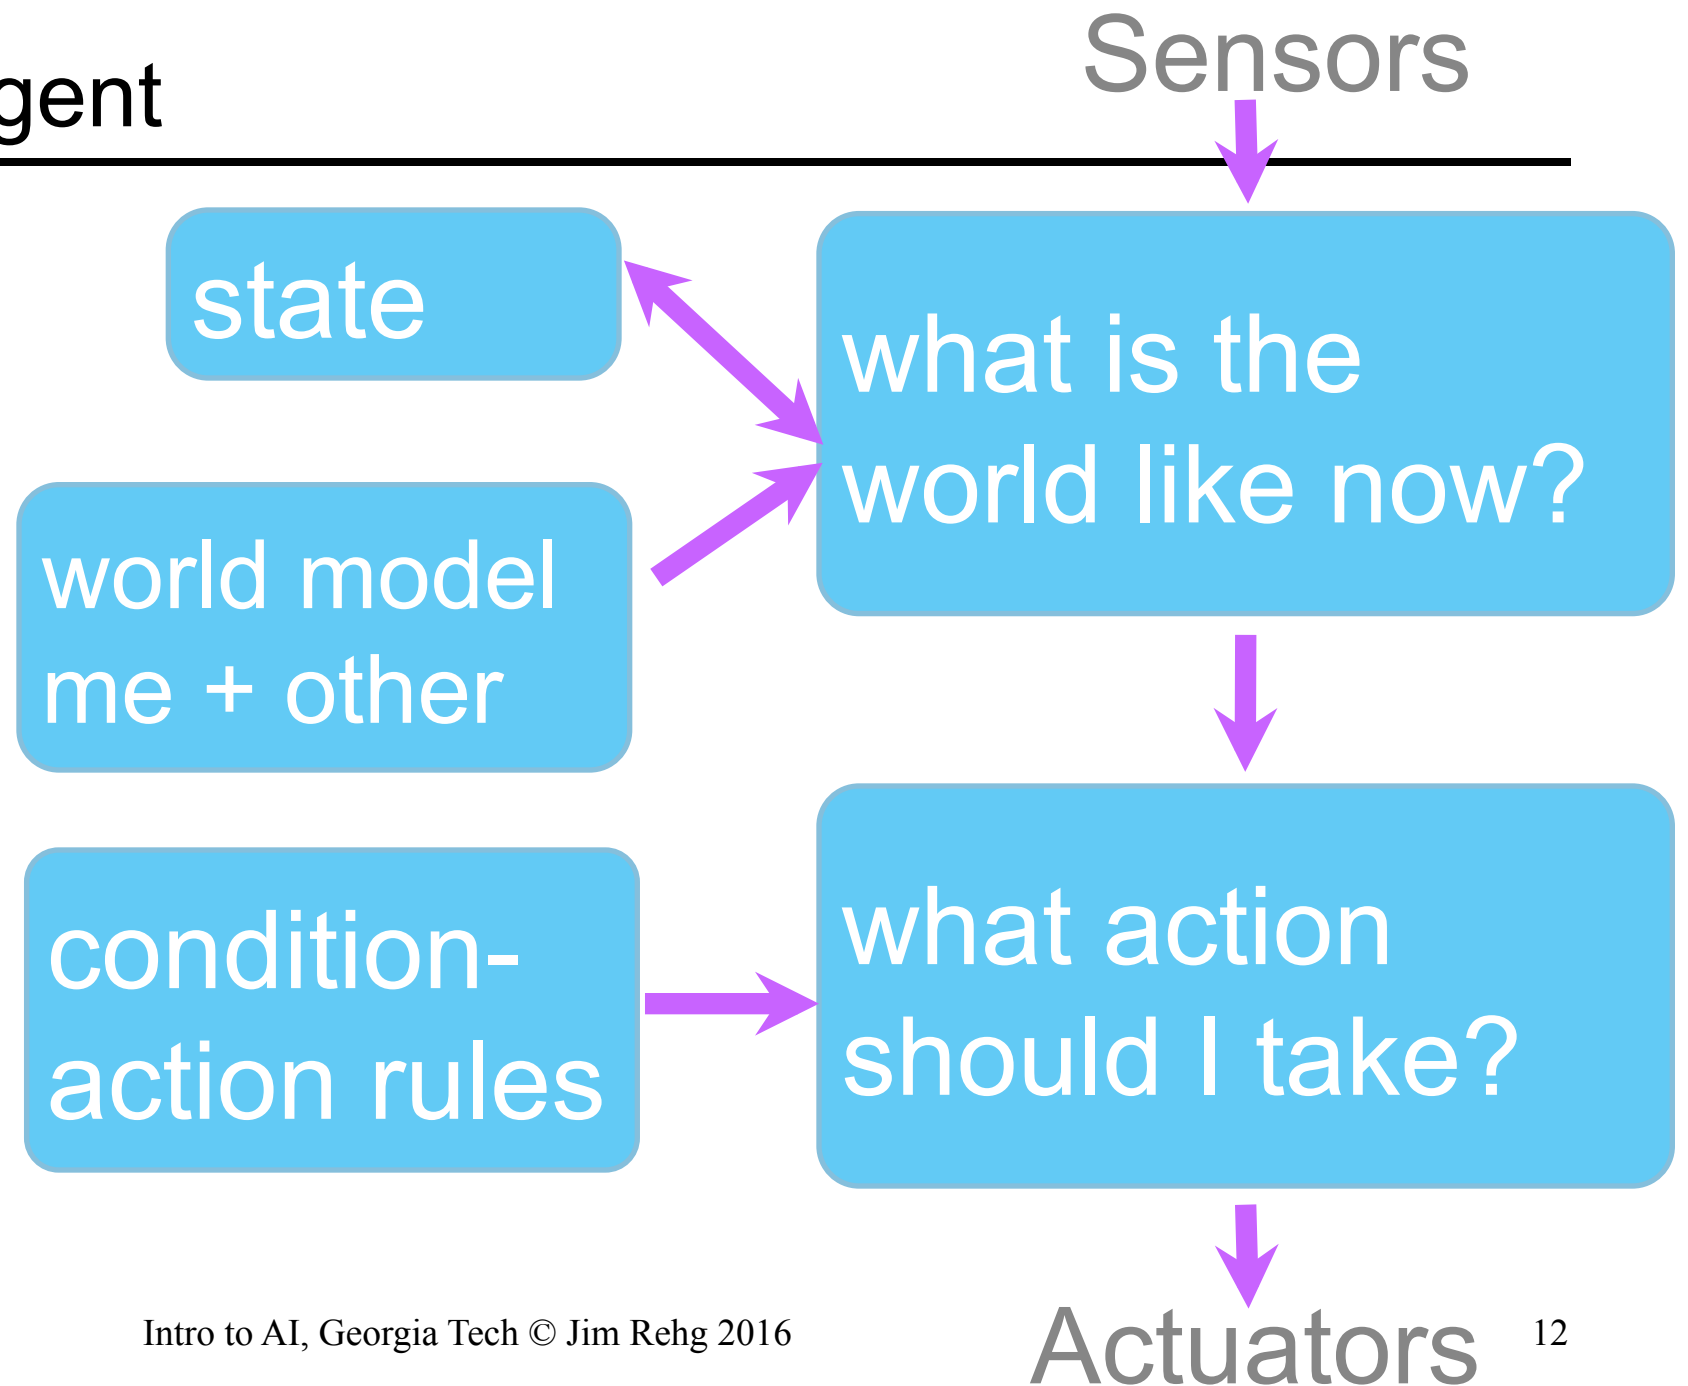 gent
Sensors
state
what is the
world like now?
world model
me + other
condition-
action rules
what action
should I take?
Intro to AI, Georgia Tech © Jim Rehg 2016
Actuators
12